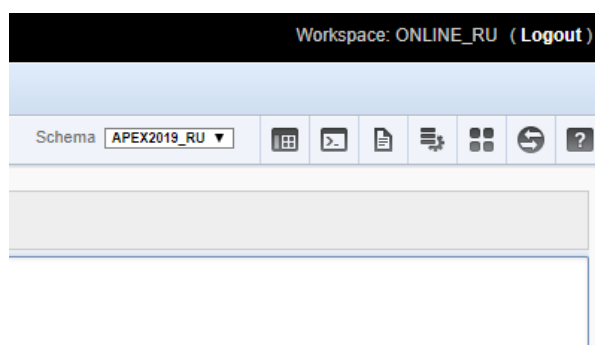 Workspace: ONLINE_RU ( Logout )
Schema APEX2019_RU ▼
?